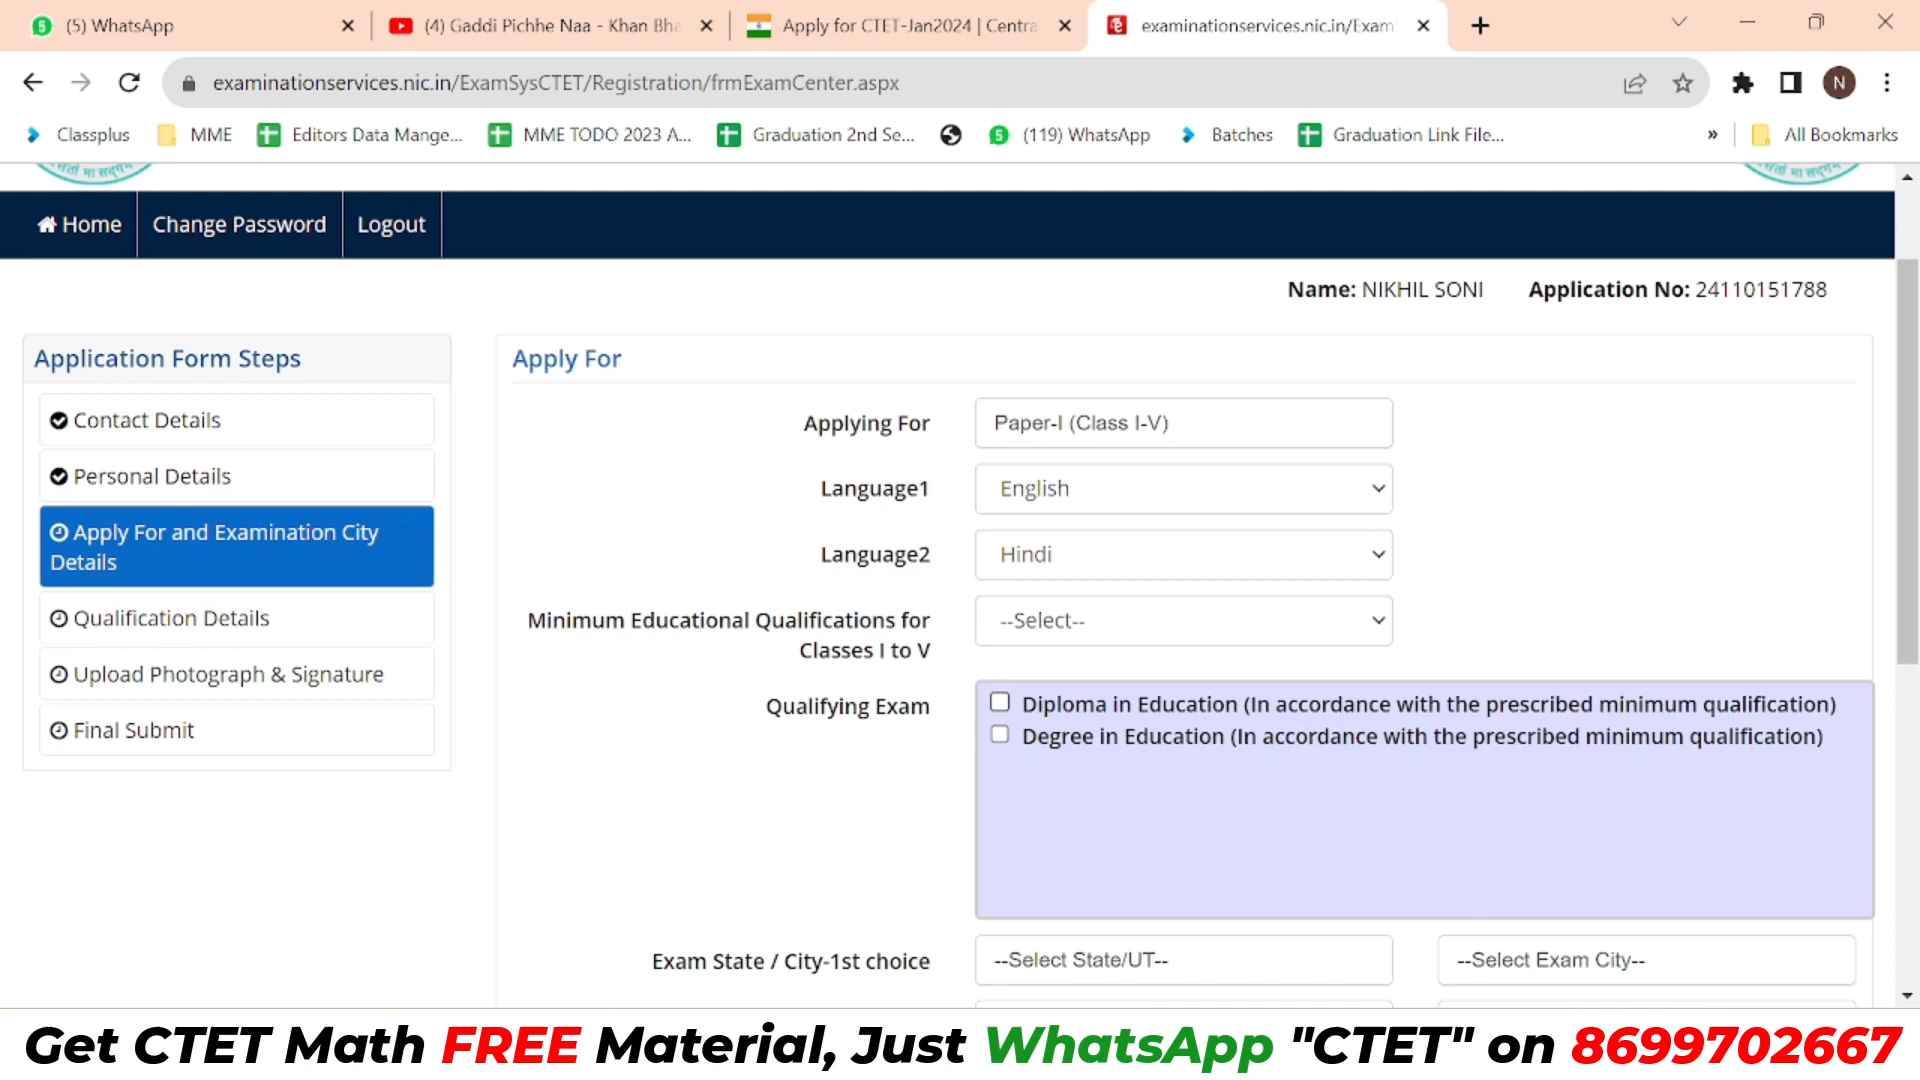 (5) WhatsApp
(4) Gaddi Pichhe Naa - Khan Bha
Apply for CTET-Jan2024 | Centra
examinationservices.nic.in/Exam
examinationservices.nic.in/ExamSysCTET/Registration/frmExamCenter.aspx
N
Classplus
MME
Editors Data Mange...
MME TODO 2023 A...
Graduation 2nd Se...
(119) WhatsApp
Batches
Graduation Link File...
»
All Bookmarks
Home
Change Password
Logout
Name: NIKHIL SONI
Application No: 24110151788
Application Form Steps
Contact Details
Personal Details
Apply For and Examination City
Details
Qualification Details
Upload Photograph & Signature
Final Submit
Apply For
Applying For
Paper-I (Class I-V)
Language1
English
Language2
Hindi
Minimum Educational Qualifications for
Classes I to V
--Select--
Qualifying Exam
Diploma in Education (In accordance with the prescribed minimum qualification)
Degree in Education (In accordance with the prescribed minimum qualification)
Exam State / City-1st choice
--Select State/UT--
--Select Exam City--
Get CTET Math FREE Material, Just WhatsApp "CTET" on 8699702667